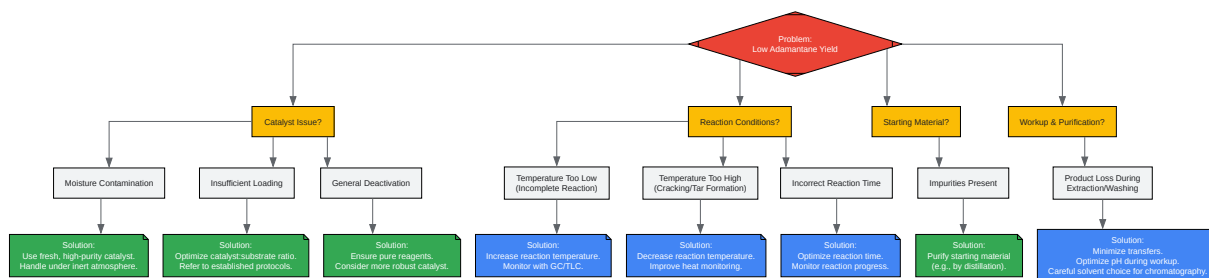 Problem:
Low Adamantane Yield
Catalyst Issue?
Reaction Conditions?
Starting Material?
Workup & Purification?
Moisture Contamination
Insufficient Loading
General Deactivation
Temperature Too Low
(Incomplete Reaction)
Temperature Too High
(Cracking/Tar Formation)
Incorrect Reaction Time
Impurities Present
Product Loss During
Extraction/Washing
Solution:
Use fresh, high-purity catalyst.
Handle under inert atmosphere.
Solution:
Optimize catalyst:substrate ratio.
Refer to established protocols.
Solution:
Ensure pure reagents.
Consider more robust catalyst.
Solution:
Increase reaction temperature.
Monitor with GC/TLC.
Solution:
Decrease reaction temperature.
Improve heat monitoring.
Solution:
Optimize reaction time.
Monitor reaction progress.
Solution:
Purify starting material
(e.g., by distillation).
Solution:
Minimize transfers.
Optimize pH during workup.
Careful solvent choice for chromatography.